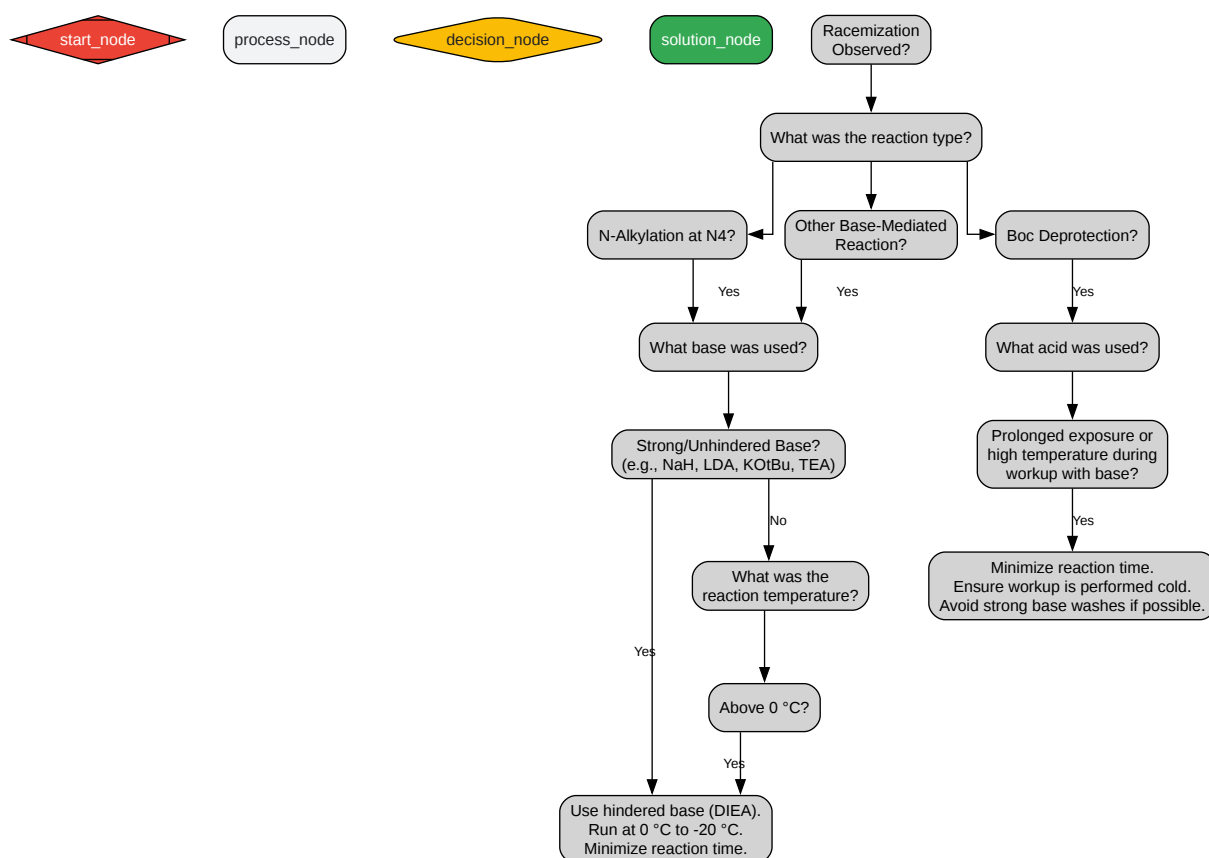 start_node
process_node
decision_node
solution_node
Racemization
Observed?
What was the reaction type?
N-Alkylation at N4?
Other Base-Mediated
Reaction?
Boc Deprotection?
Yes
Yes
Yes
What base was used?
What acid was used?
Strong/Unhindered Base?
(e.g., NaH, LDA, KOtBu, TEA)
Prolonged exposure or
high temperature during
workup with base?
No
Yes
What was the
reaction temperature?
Minimize reaction time.
Ensure workup is performed cold.
Avoid strong base washes if possible.
Yes
Above 0 °C?
Yes
Use hindered base (DIEA).
Run at 0 °C to -20 °C.
Minimize reaction time.